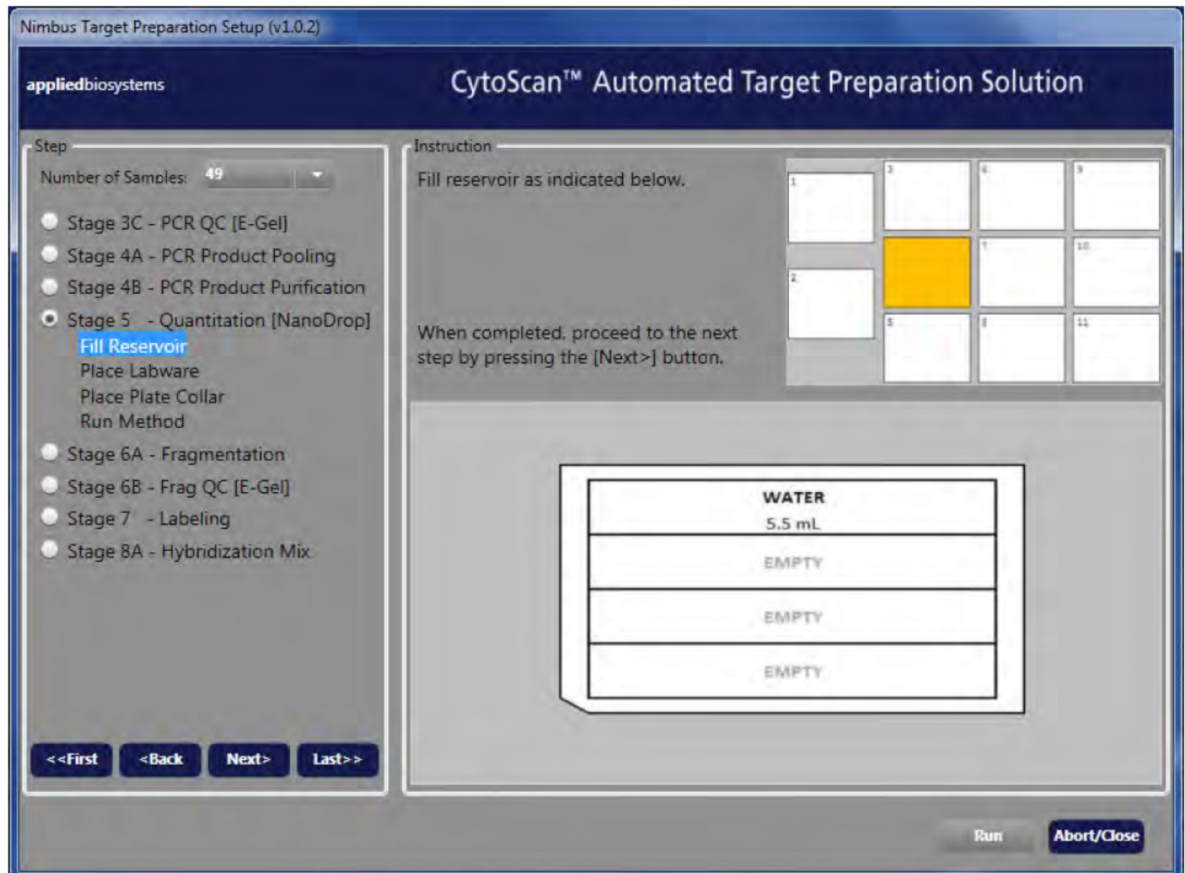 Nimbus Target Preparation Setup (v1.0.2)
appliedbiosystems
CytoScan™ Automated Target Preparation Solution
Step
Number of Samples: 49
Stage 3C - PCR QC [E-Gel]
Stage 4A - PCR Product Pooling
Stage 4B - PCR Product Purification
Stage 5 - Quantitation [NanoDrop]
Fill Reservoir
Place Labware
Place Plate Collar
Run Method
Stage 6A - Fragmentation
Stage 6B - Frag QC [E-Gel]
Stage 7 - Labeling
Stage 8A - Hybridization Mix
<<First <Back Next> Last>>
Instruction
Fill reservoir as indicated below.
When completed, proceed to the next
step by pressing the [Next>] button.
1 3 6 9
2 7 10
5 8 11
WATER
5.5 mL
EMPTY
EMPTY
EMPTY
Run Abort/Close